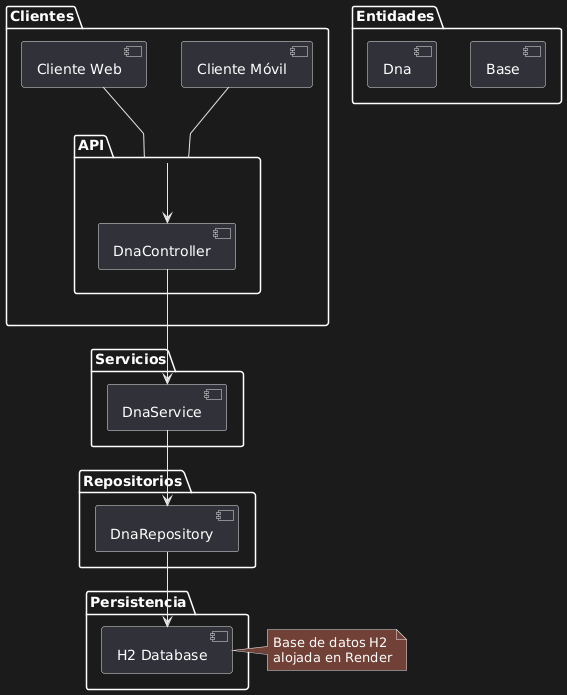 Clientes
Entidades
Cliente Web
Cliente Móvil
Dna
Base
API
DnaController
Servicios
DnaService
Repositorios
DnaRepository
Persistencia
H2 Database
Base de datos H2
alojada en Render